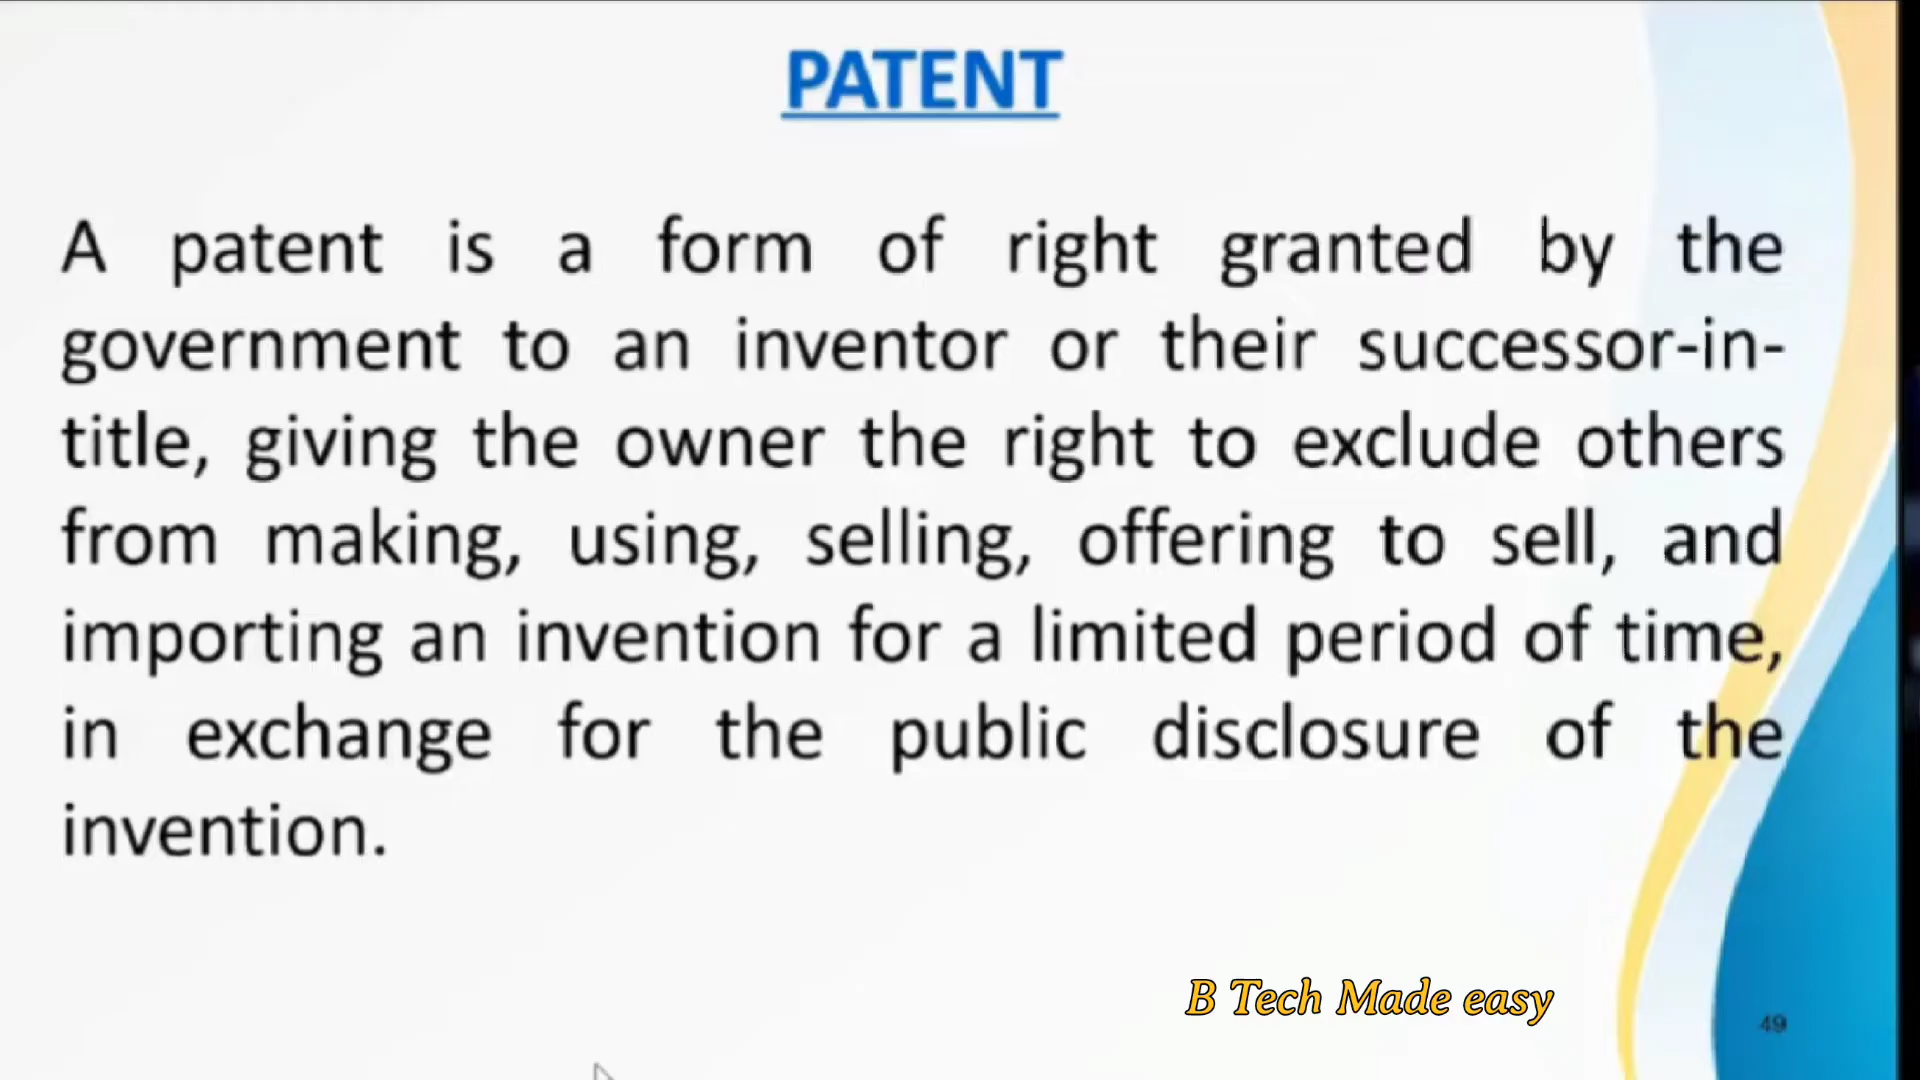 PATENT
A patent is a form of right granted by the
government to an inventor or their successor-in-
title, giving the owner the right to exclude others
from making, using, selling, offering to sell, and
importing an invention for a limited period of time,
in exchange for the public disclosure of the
invention.
B Tech Made easy
49